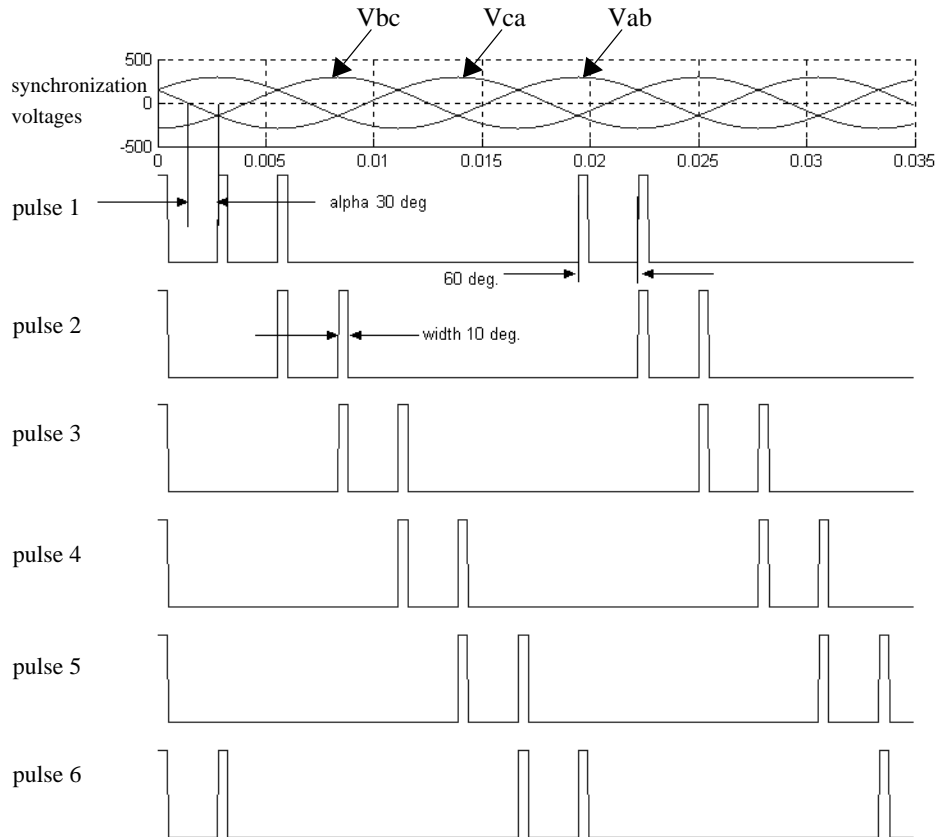 Vbc Vca Vab
500
synchronization
0
voltages
-500
0 0.005 0.01 0.015 0.02 0.025 0.03 0.035
pulse 1
alpha 30 deg
60 deg.
pulse 2
width 10 deg.
pulse 3
pulse 4
pulse 5
pulse 6